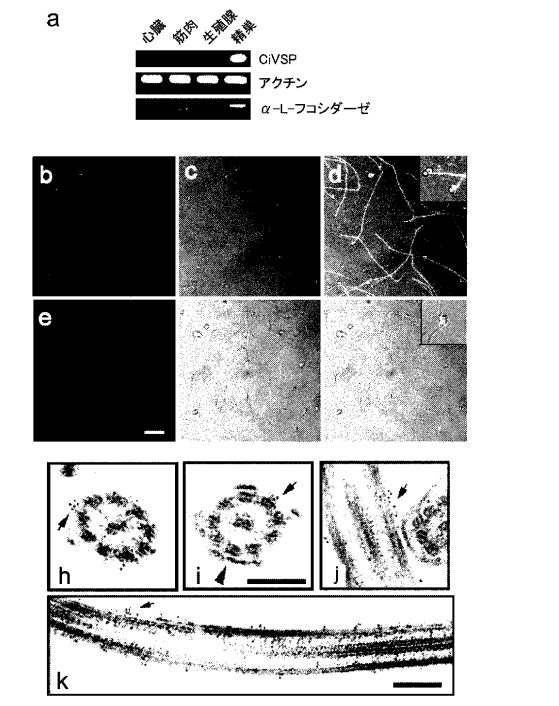 a
心臓 筋肉 生殖腺 精巣
CiVSP
アクチン
α-L-フコシダーゼ
b c d
e
h i j
k